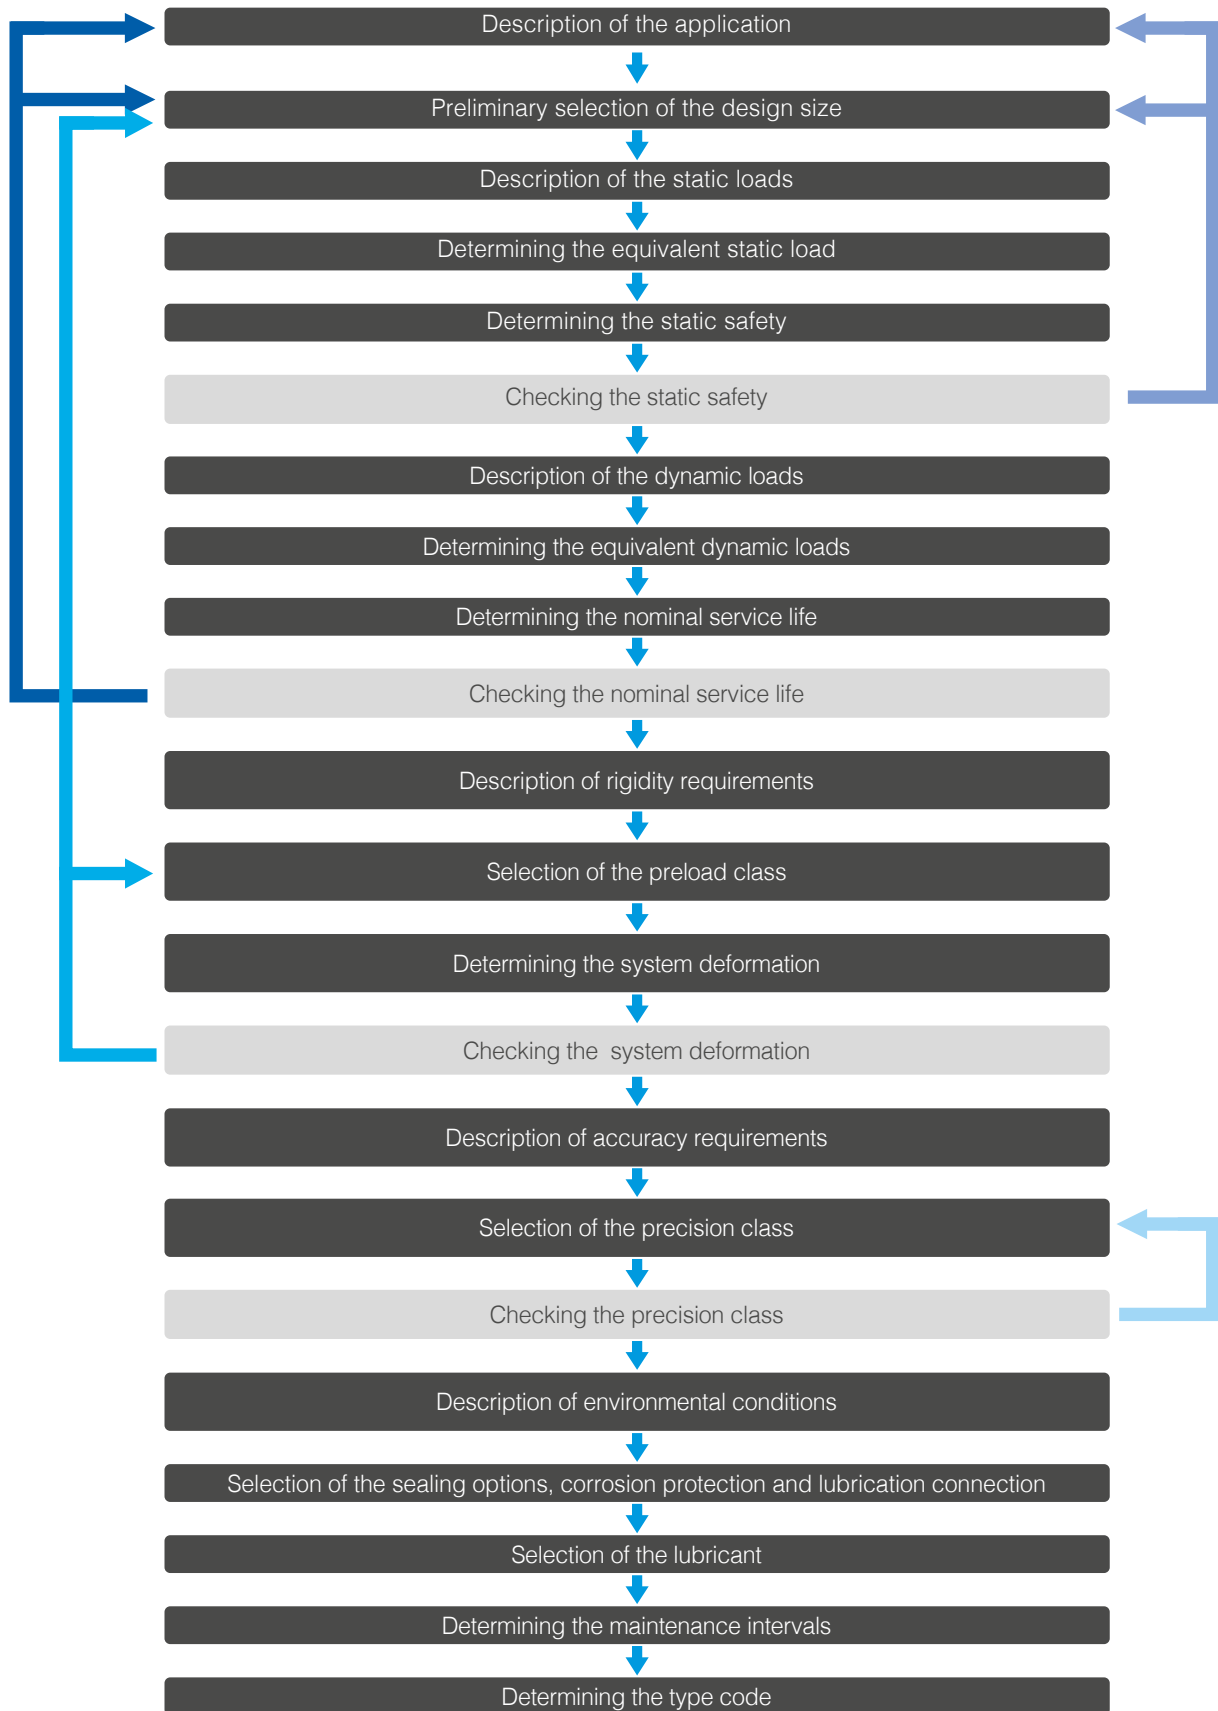 Description of the application
Preliminary selection of the design size
Description of the static loads
Determining the equivalent static load
Determining the static safety
Checking the static safety
Description of the dynamic loads
Determining the equivalent dynamic loads
Determining the nominal service life
Checking the nominal service life
Description of rigidity requirements
Selection of the preload class
Determining the system deformation
Checking the  system deformation
Description of accuracy requirements
Selection of the precision class
Checking the precision class
Description of environmental conditions
Selection of the sealing options, corrosion protection and lubrication connection
Selection of the lubricant
Determining the maintenance intervals
Determining the type code